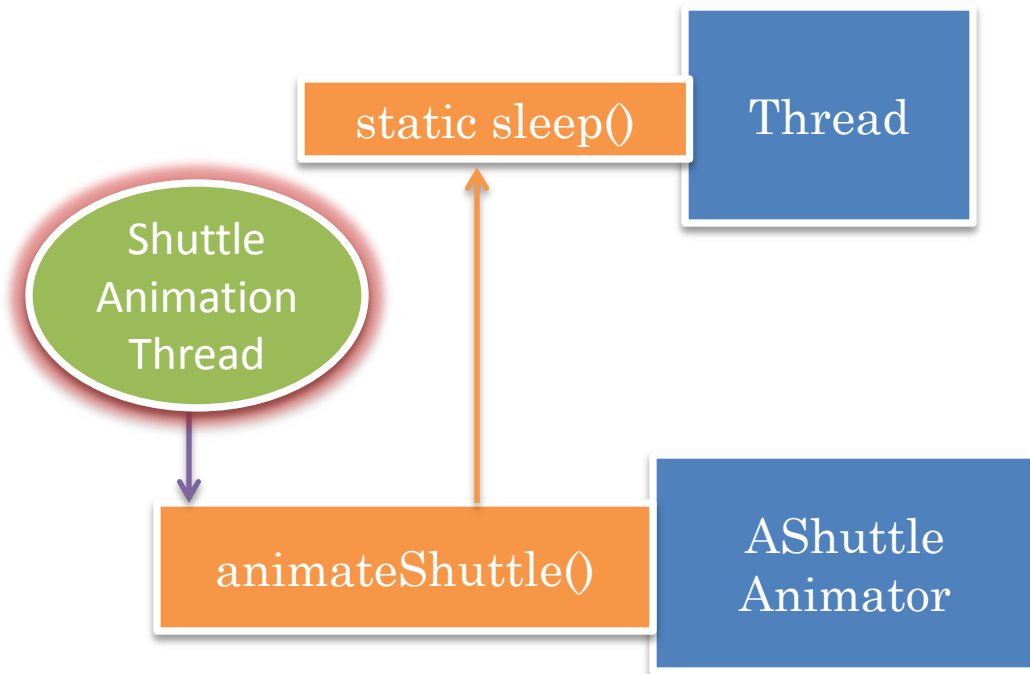 static sleep()
Thread
Shuttle
Animation
Thread
animateShuttle()
AShuttle
Animator